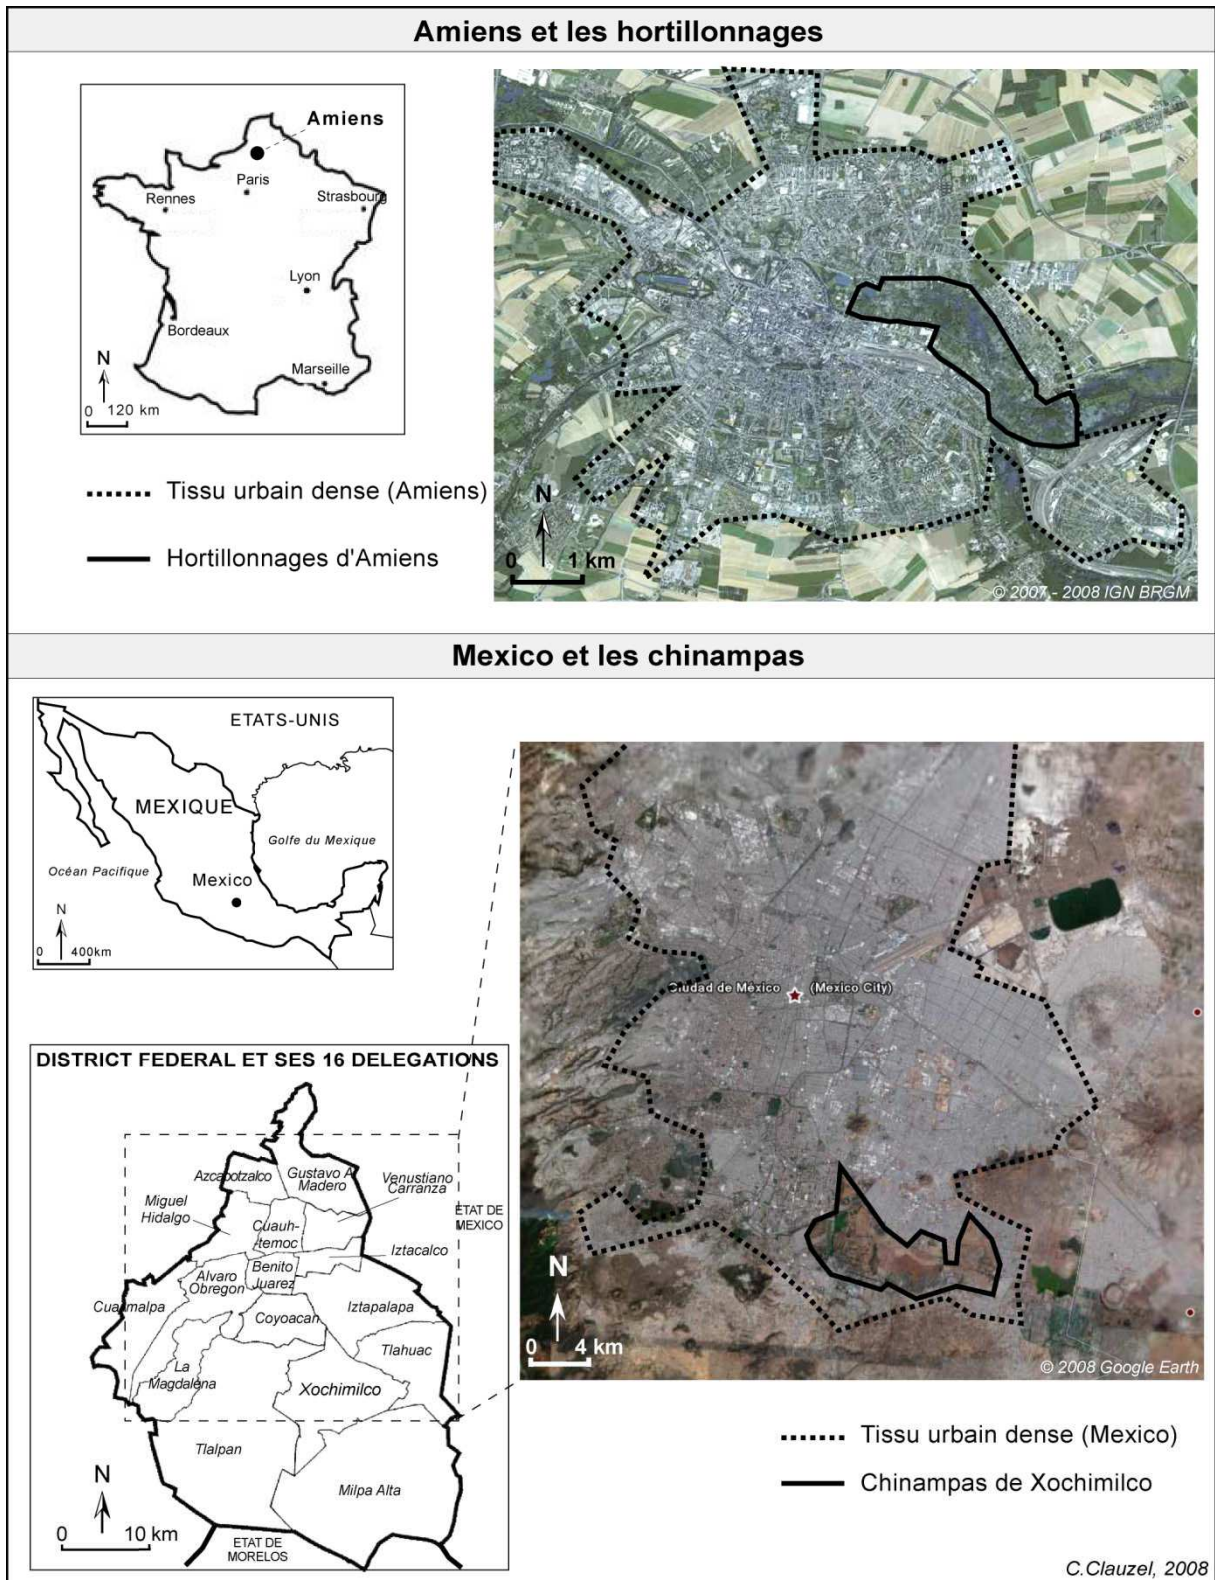 Amiens et les hortillonnages
Amiens
Paris
Rennes
Strasbourg
Lyon
Bordeaux
Marseille
N
0 120 km
Tissu urbain dense (Amiens)
Hortillonnages d'Amiens
N
0 1 km
© 2007 - 2008 IGN BRGM
Mexico et les chinampas
ETATS-UNIS
MEXIQUE
Golfe du Mexique
Océan Pacifique
Mexico
N
0 400km
Ciudad de México (Mexico City)
N
0 4 km
© 2008 Google Earth
DISTRICT FEDERAL ET SES 16 DELEGATIONS
Azcapotzalco
Gustavo A
Madero
Venustiano
Carranza
Miguel
Hidalgo
ETAT DE
MEXICO
Cuauh-
-temoc
Iztacalco
Benito
Juarez
Alvaro
Obregon
Cuajimalpa
Iztapalapa
Coyoacan
Tlahuac
La
Magdalena
Xochimilco
Tlalpan
Milpa Alta
N
0 10 km
ETAT DE
MORELOS
Tissu urbain dense (Mexico)
Chinampas de Xochimilco
C.Clauzel, 2008